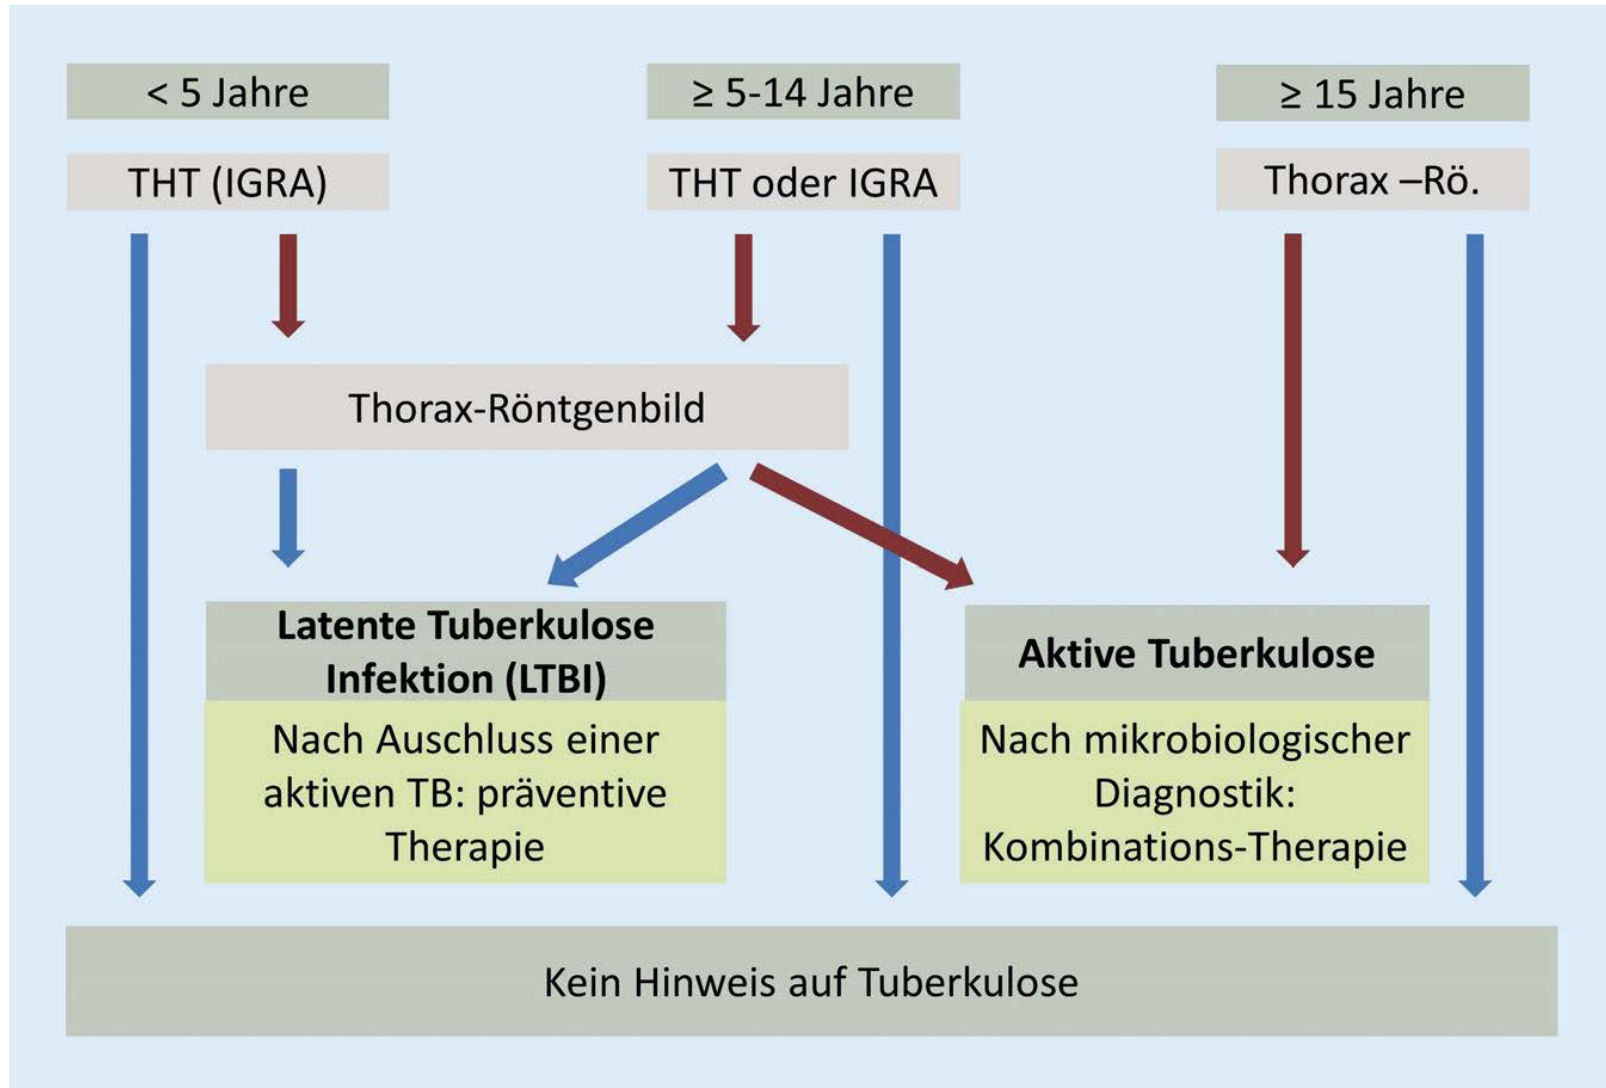 < 5 Jahre
≥ 5-14 Jahre
≥ 15 Jahre
THT (IGRA)
THT oder IGRA
Thorax –Rö.
Thorax-Röntgenbild
Latente Tuberkulose
Infektion (LTBI)
Nach Auschluss einer
aktiven TB: präventive
Therapie
Aktive Tuberkulose
Nach mikrobiologischer
Diagnostik:
Kombinations-Therapie
Kein Hinweis auf Tuberkulose